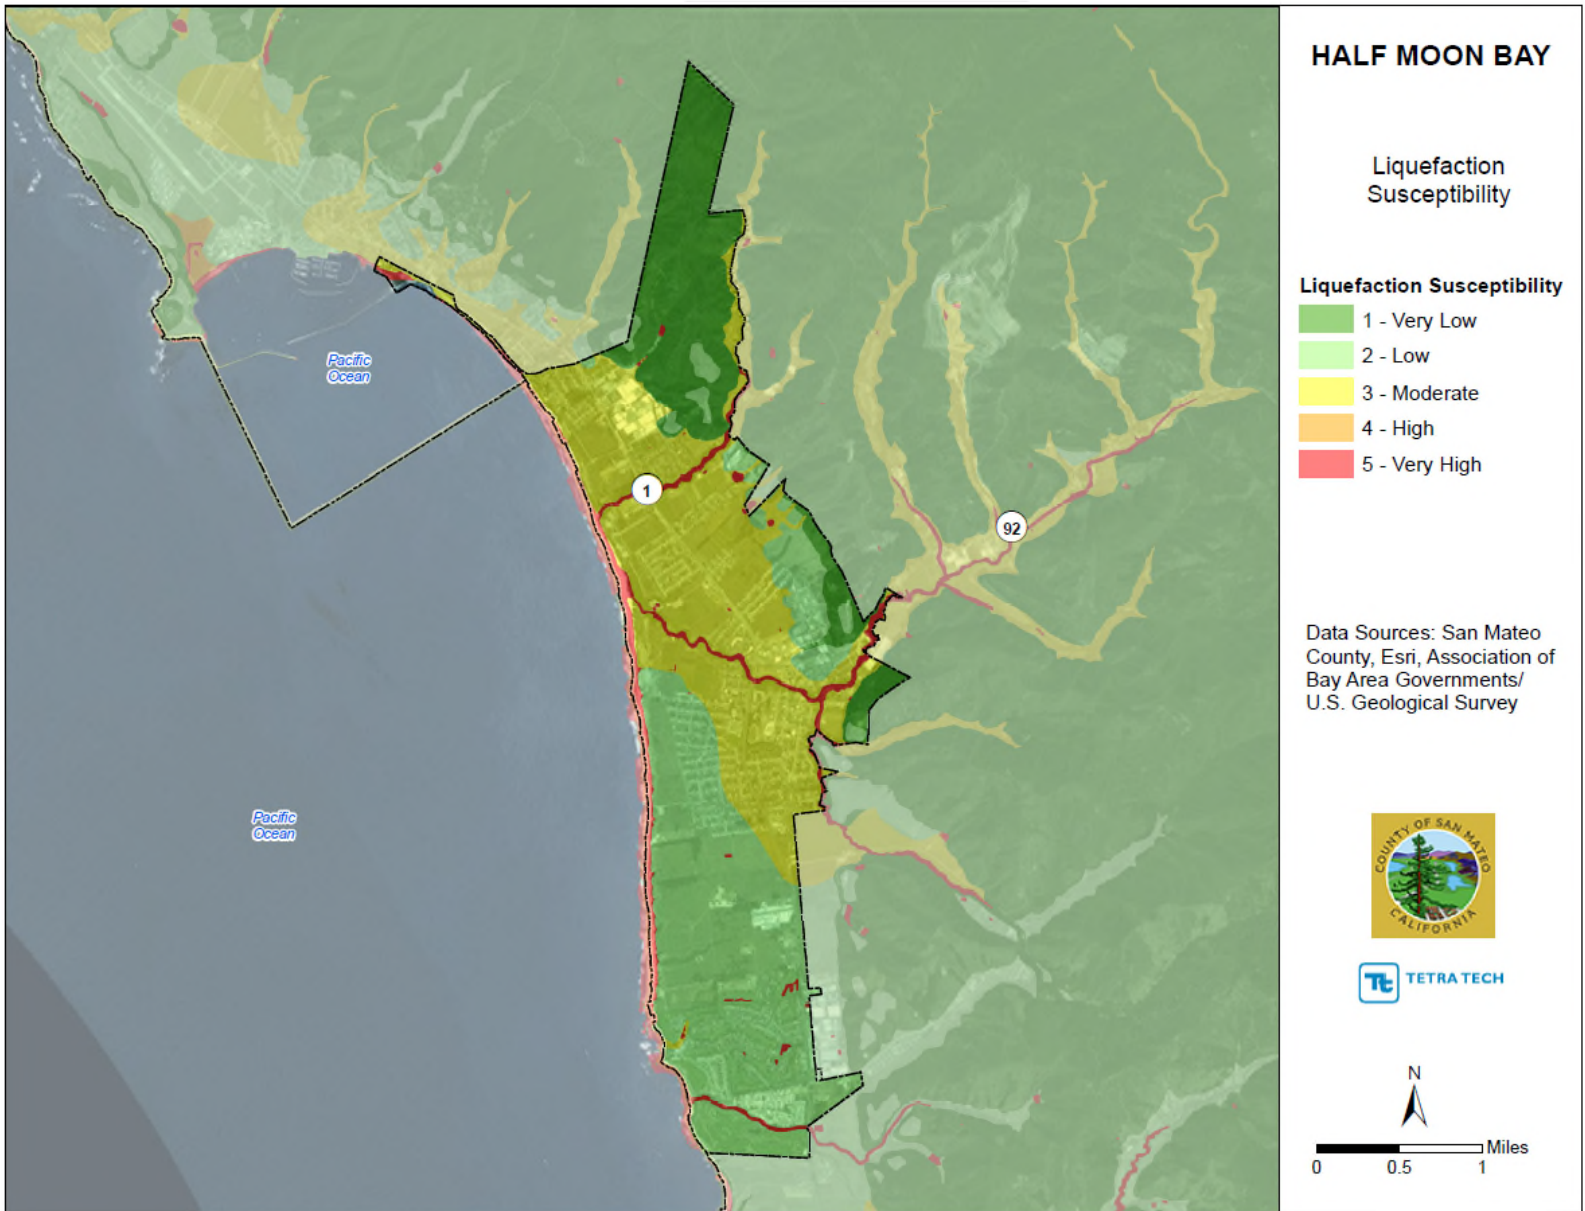 HALF MOON BAY
Liquefaction
Susceptibility
Liquefaction Susceptibility
1 - Very Low
2 - Low
3 - Moderate
4 - High
5 - Very High
Data Sources: San Mateo
County, Esri, Association of
Bay Area Governments/
U.S. Geological Survey
COUNTY OF SAN MATEO
CALIFORNIA
Tt TETRA TECH
N
Miles
0 0.5 1
Pacific
Ocean
1
92
Pacific
Ocean